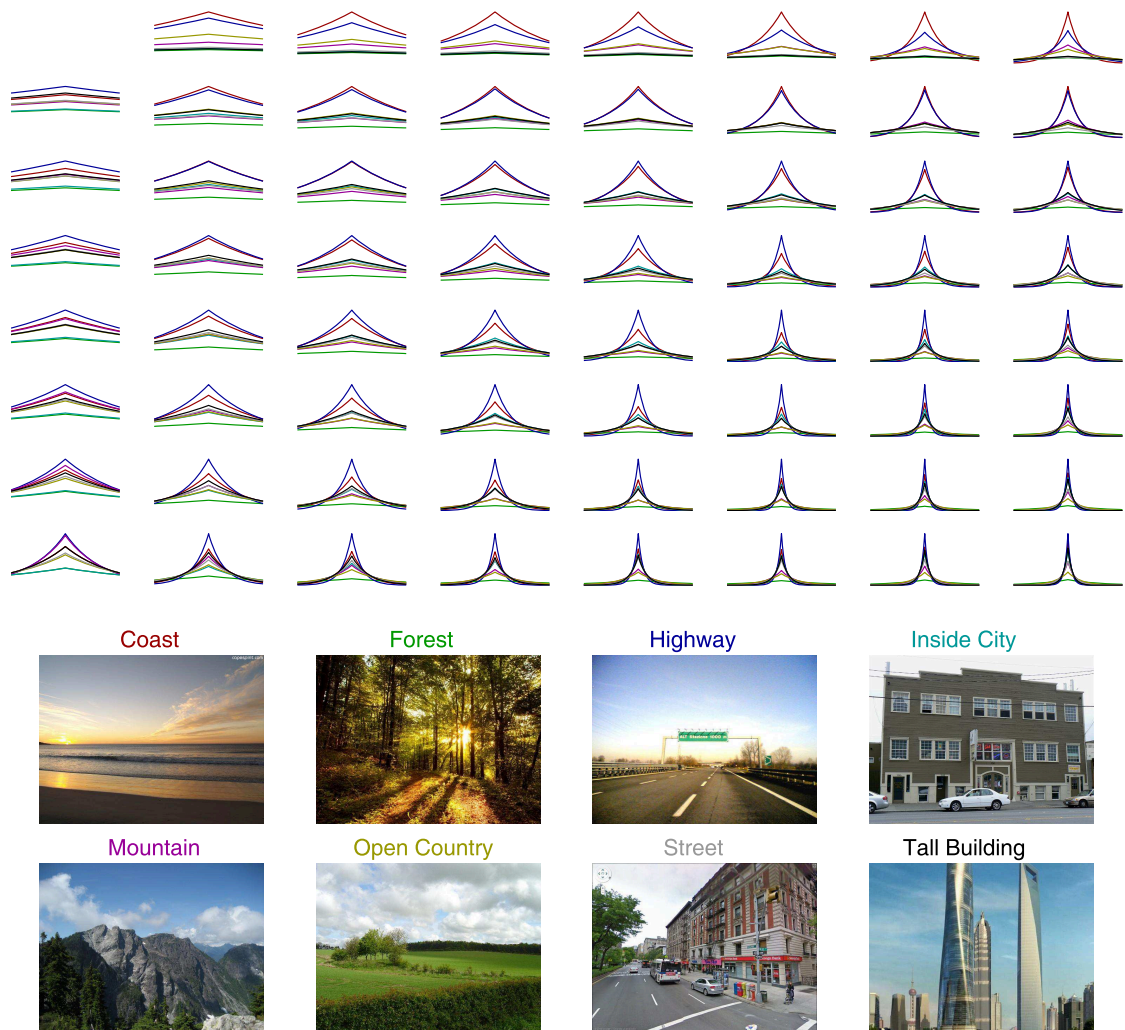 Coast
Forest
Highway
Inside City
Mountain
Open Country
Street
Tall Building